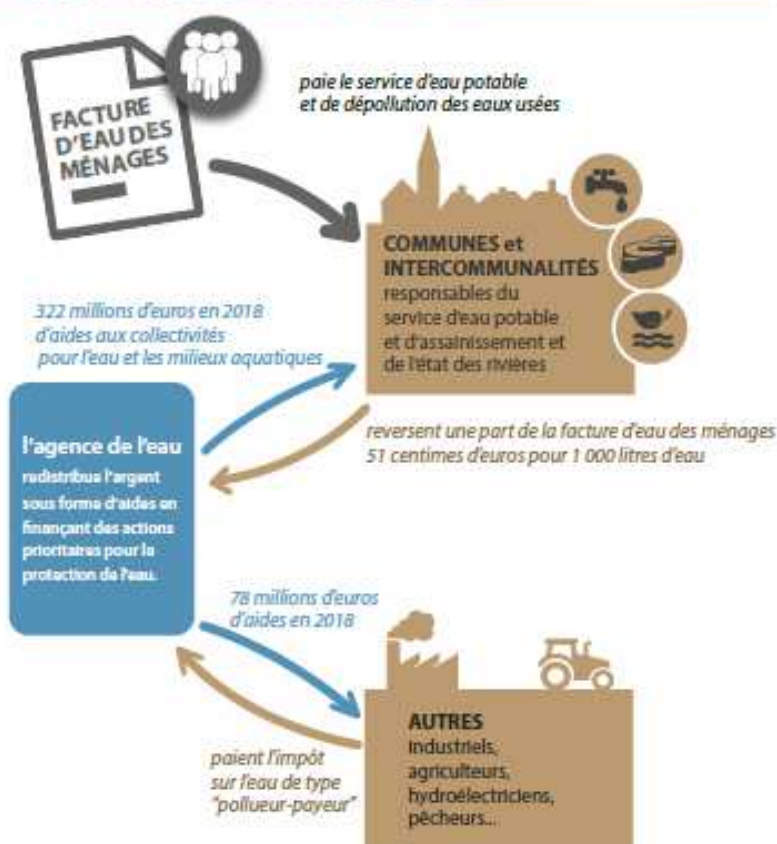 FACTURE
D'EAU DES
MÉNAGES
paie le service d'eau potable
et de dépollution des eaux usées
COMMUNES et
INTERCOMMUNALITÉS
responsables du
service d'eau potable
et d'assainissement et
de l'état des rivières
322 millions d'euros en 2018
d'aides aux collectivités
pour l'eau et les milieux aquatiques
reversent une part de la facture d'eau des ménages
51 centimes d'euros pour 1 000 litres d'eau
l'agence de l'eau
redistribue l'argent
sous forme d'aides en
finançant des actions
prioritaires pour la
protection de l'eau.
78 millions d'euros
d'aides en 2018
paient l'impôt
sur l'eau de type
"pollueur-payeur"
AUTRES
industriels,
agriculteurs,
hydroélectriciens,
pêcheurs...